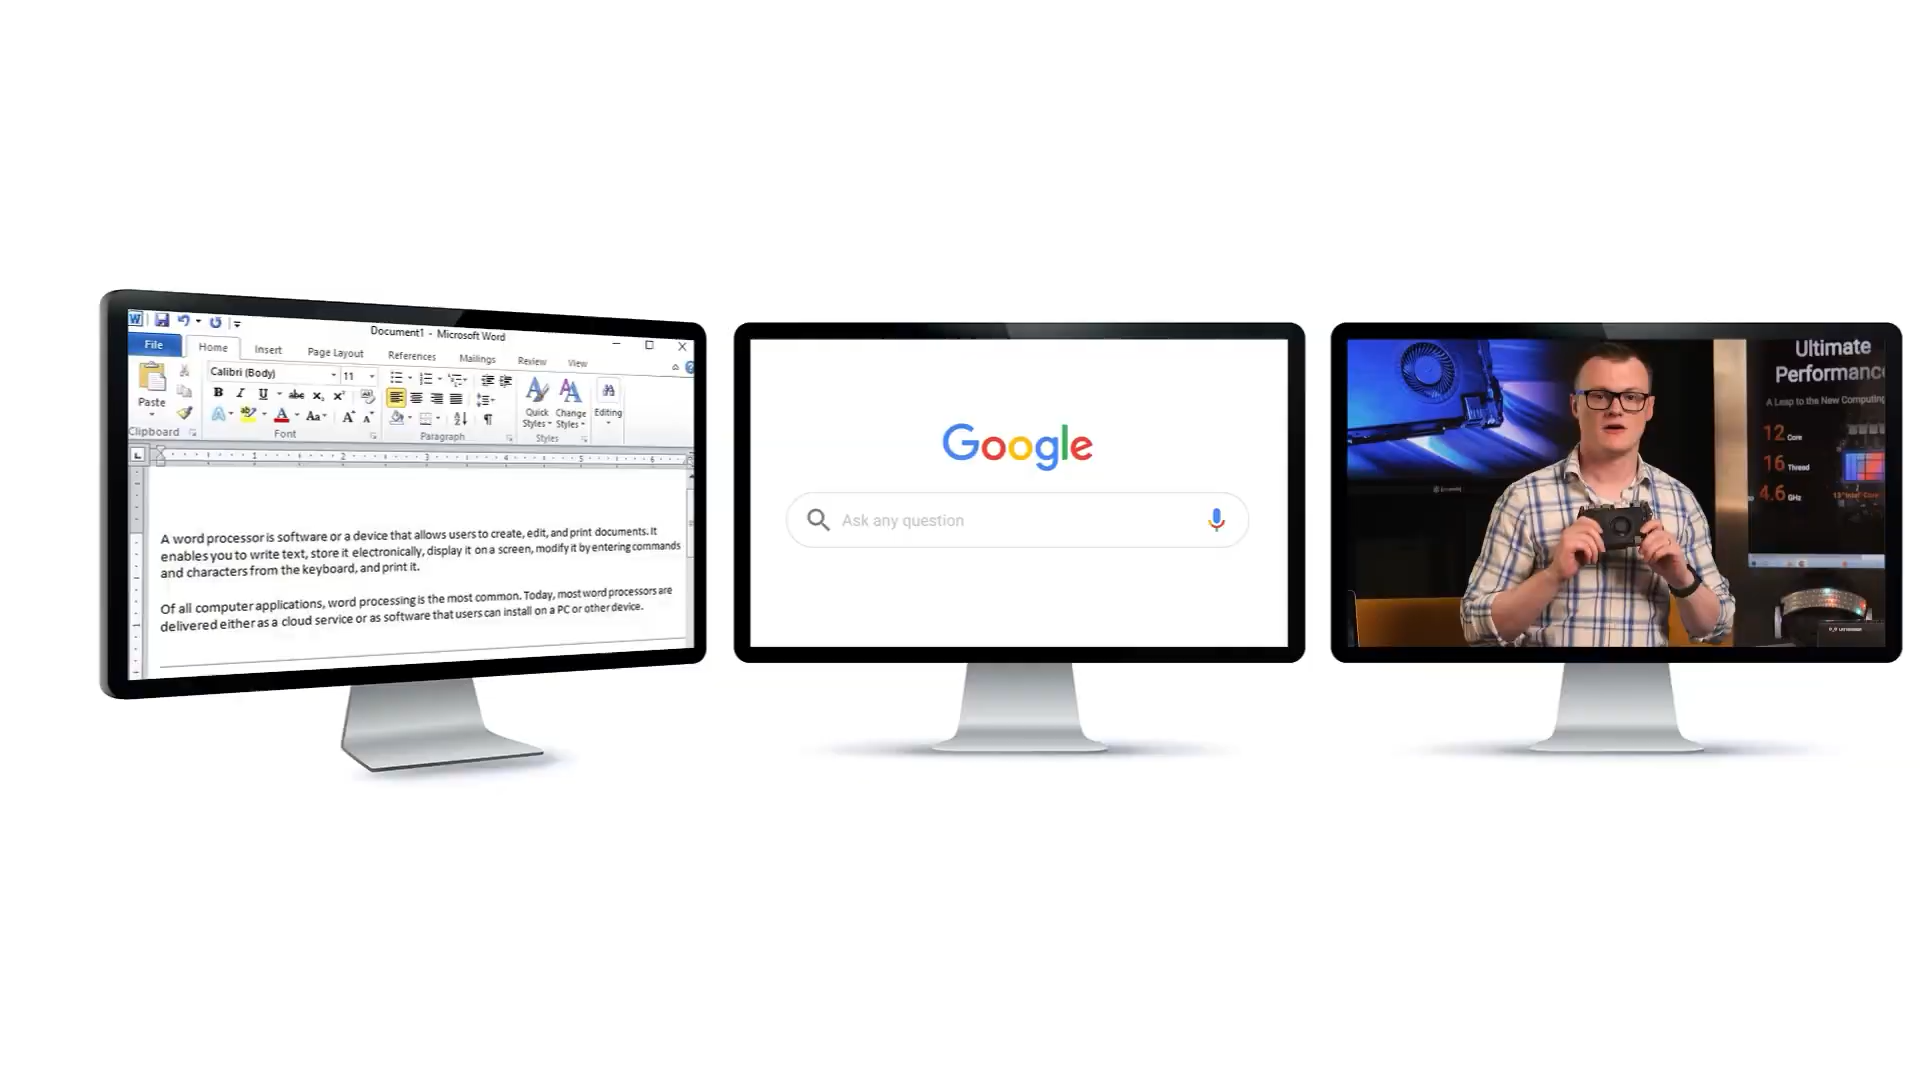 Document1 - Microsoft Word
File Home Insert Page Layout References Mailings Review View
Calibri (Body) 11
Paste
Quick Styles
Change Styles
Editing
Clipboard Font Paragraph Styles
A word processor is software or a device that allows users to create, edit, and print documents. It
enables you to write text, store it electronically, display it on a screen, modify it by entering commands
and characters from the keyboard, and print it.
Of all computer applications, word processing is the most common. Today, most word processors are
delivered either as a cloud service or as software that users can install on a PC or other device.
Google
Ask any question
Ultimate
Performance
A Leap to the New Computing
12 Core
16 Thread
4.6 GHz